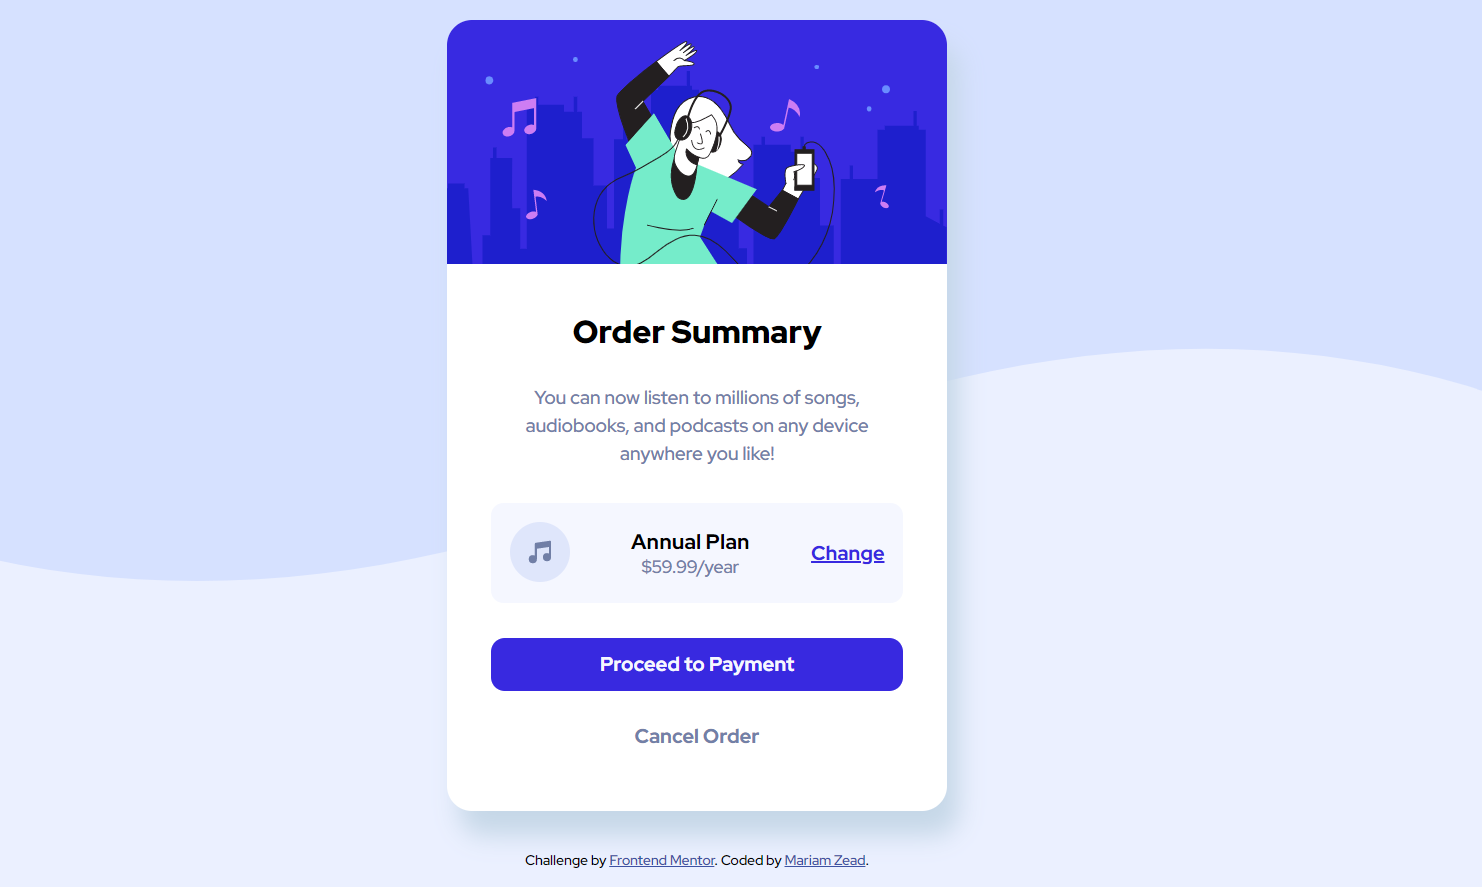 Order Summary
You can now listen to millions of songs,
audiobooks, and podcasts on any device
anywhere you like!
Annual Plan
$59.99/year
Change
Proceed to Payment
Cancel Order
Challenge by Frontend Mentor. Coded by Mariam Zead.